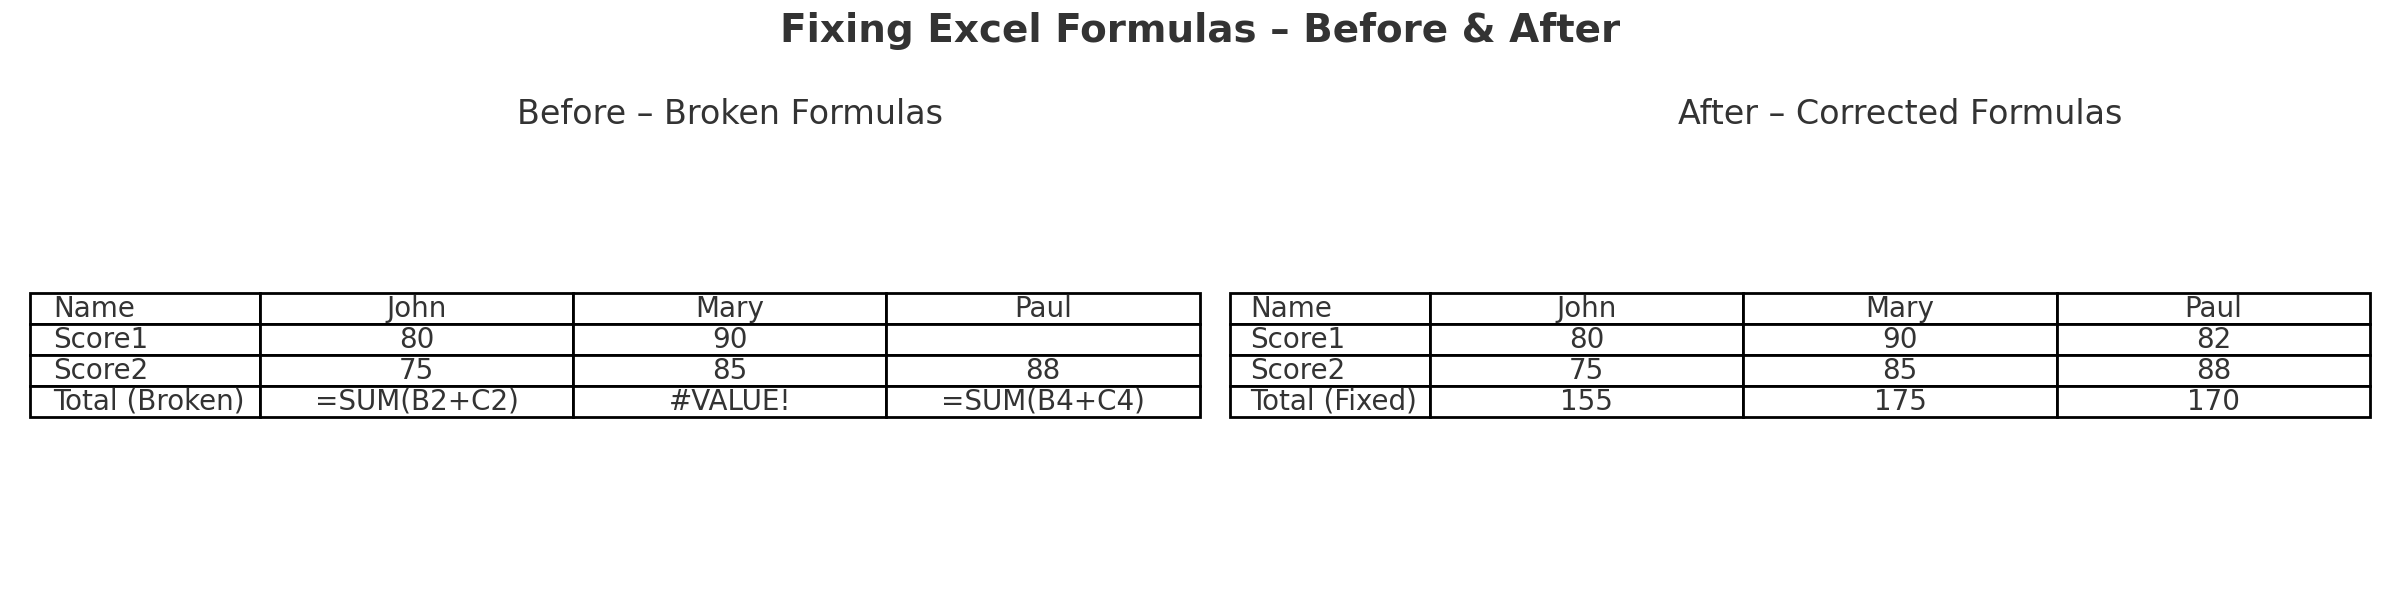 Fixing Excel Formulas – Before & After
Before – Broken Formulas
Name John Mary Paul
Score1 80 90
Score2 75 85 88
Total (Broken) =SUM(B2+C2) #VALUE! =SUM(B4+C4)
After – Corrected Formulas
Name John Mary Paul
Score1 80 90 82
Score2 75 85 88
Total (Fixed) 155 175 170